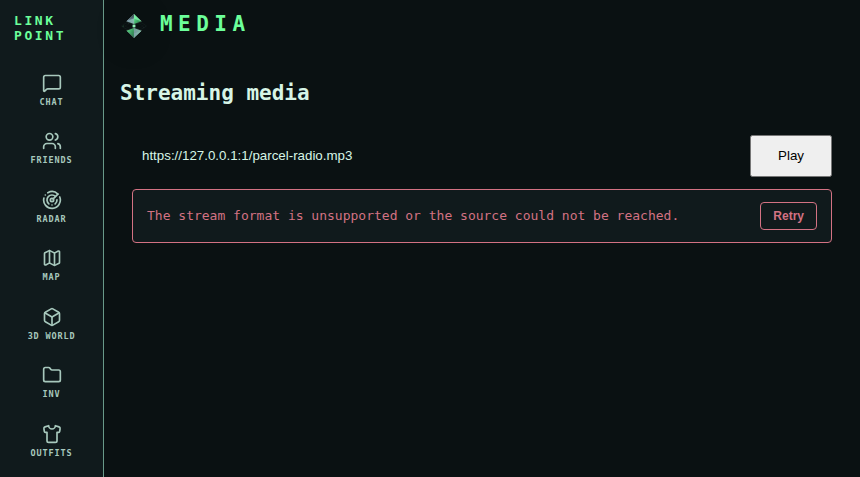 LINK
POINT
MEDIA
CHAT
FRIENDS
RADAR
MAP
3D WORLD
INV
OUTFITS
Streaming media
https://127.0.0.1:1/parcel-radio.mp3
Play
The stream format is unsupported or the source could not be reached.
Retry